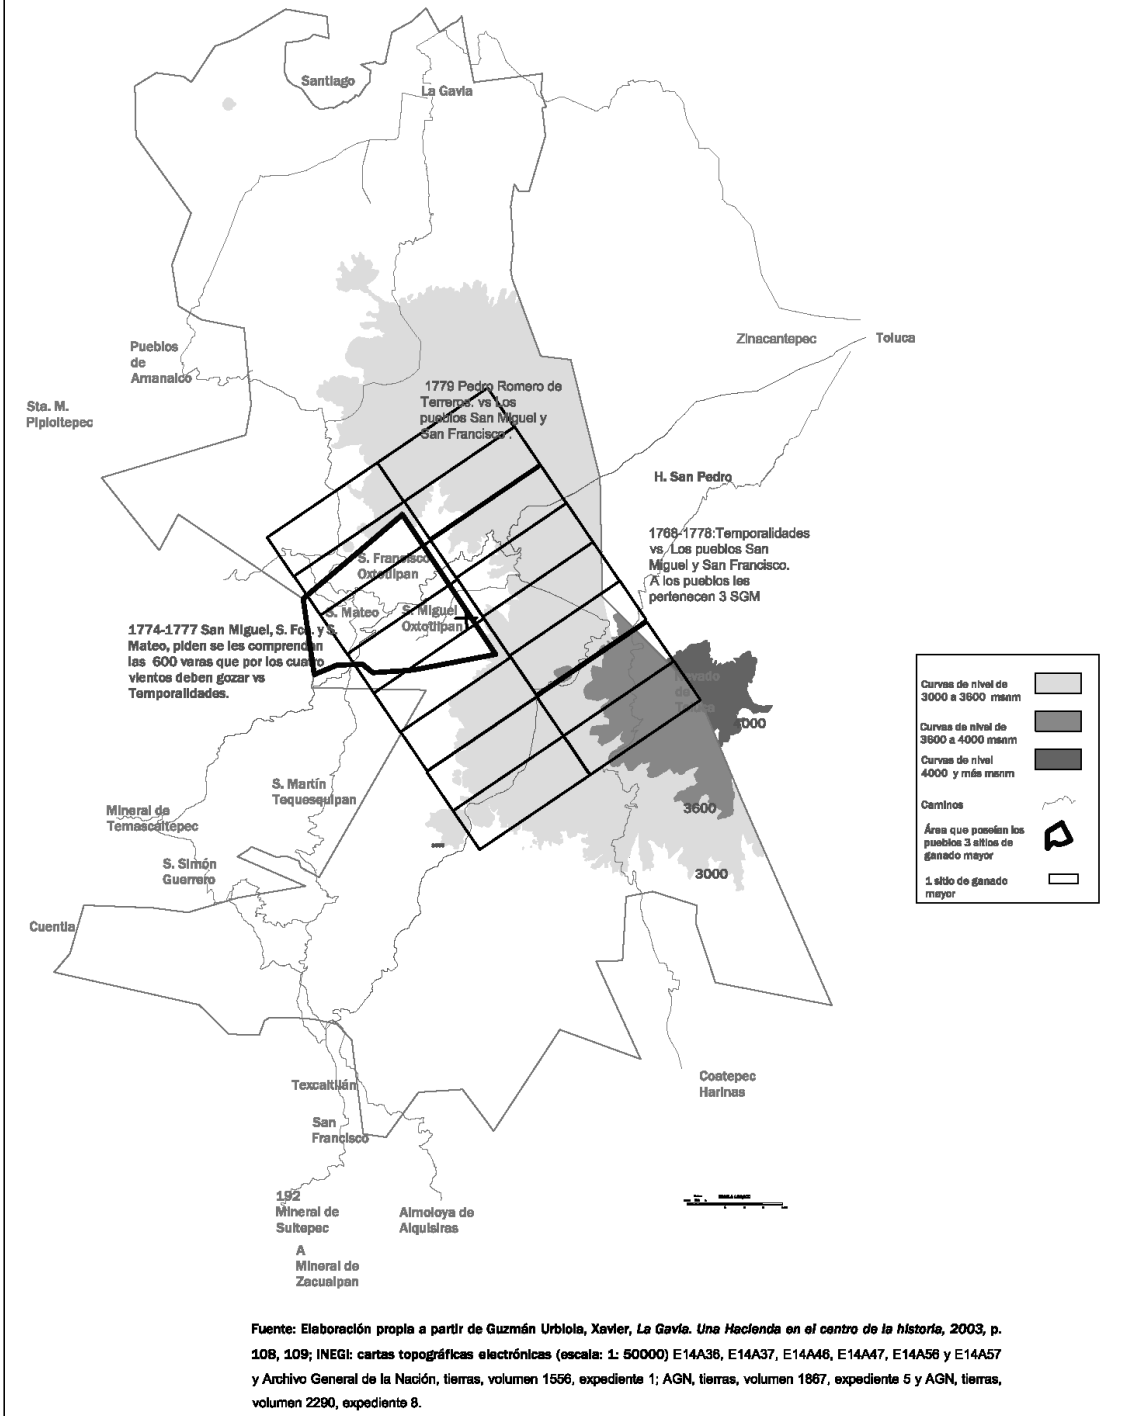 Santiago
La Gavia
Pueblos
de
Amanalco
Zinacantepec
Toluca
Sta. M.
Pipioltepec
1779 Pedro Romero de
Terreros. vs Los
pueblos San Miguel y
San Francisco .
H. San Pedro
1768-1778:Temporalidades
vs Los pueblos San
Miguel y San Francisco.
A los pueblos les
pertenecen 3 SGM
S. Francisco
Oxtotilpan
S. Mateo
S. Miguel
Oxtotilpan
1774-1777 San Miguel, S. Fco. y S.
Mateo, piden se les comprendan
las 600 varas que por los cuatro
vientos deben gozar vs
Temporalidades.
Nevado
de
Toluca
4000
3600
3000
S. Martín
Tequesquipan
Mineral de
Temascaltepec
S. Simón
Guerrero
Cuentla
Texcaltitlán
San
Francisco
Coatepec
Harinas
192
Mineral de
Sultepec
Almoloya de
Alquisiras
A
Mineral de
Zacualpan
Curvas de nivel de
3000 a 3600 msnm
Curvas de nivel de
3600 a 4000 msnm
Curvas de nivel
4000 y más msnm
Caminos
Área que poseían los
pueblos 3 sitios de
ganado mayor
1 sitio de ganado
mayor
Fuente: Elaboración propia a partir de Guzmán Urbiola, Xavier, La Gavia. Una Hacienda en el centro de la historia, 2003, p.
108, 109; INEGI: cartas topográficas electrónicas (escala: 1: 50000) E14A36, E14A37, E14A46, E14A47, E14A56 y E14A57
y Archivo General de la Nación, tierras, volumen 1556, expediente 1; AGN, tierras, volumen 1867, expediente 5 y AGN, tierras,
volumen 2290, expediente 8.